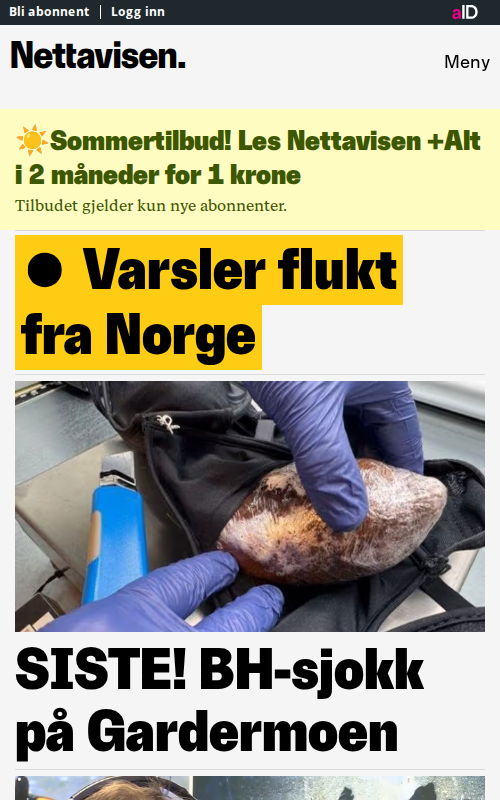 Bli abonnent | Logg inn
aID
Nettavisen.
Meny
☀️Sommertilbud! Les Nettavisen +Alt
i 2 måneder for 1 krone
Tilbudet gjelder kun nye abonnenter.
● Varsler flukt
fra Norge
SISTE! BH-sjokk
på Gardermoen